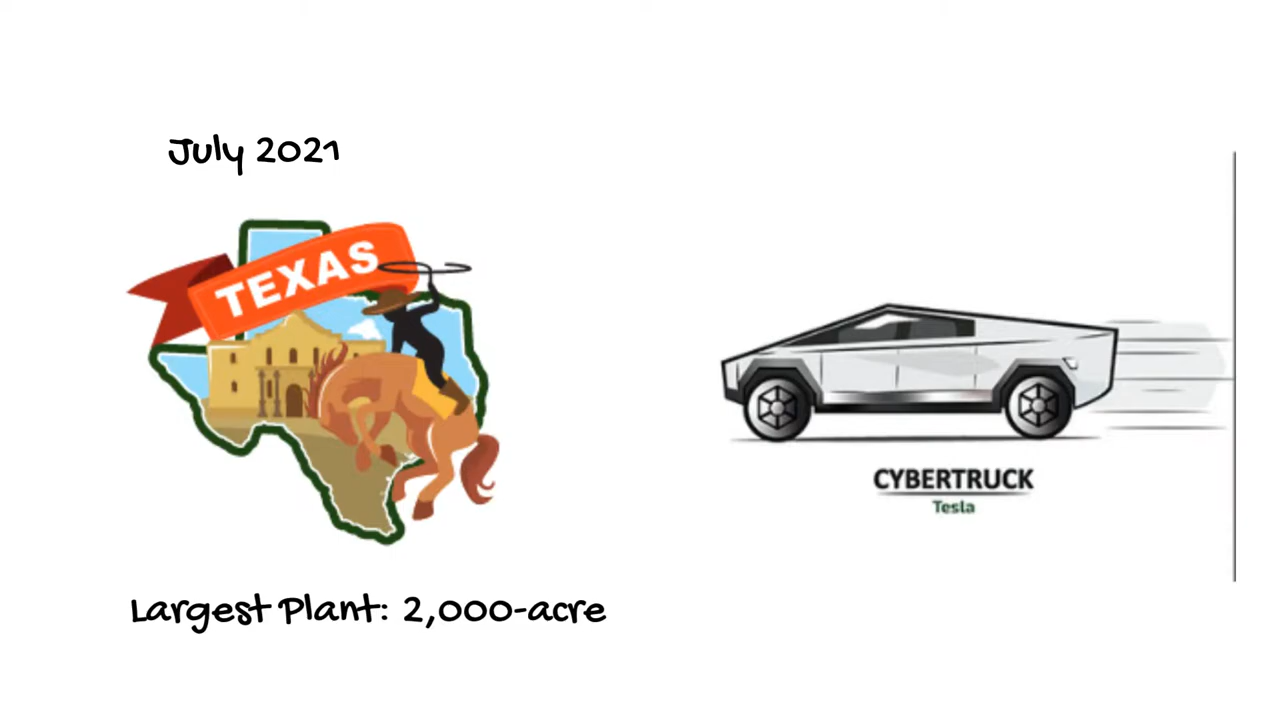 July 2021
TEXAS
CYBERTRUCK
Tesla
Largest Plant: 2,000-acre